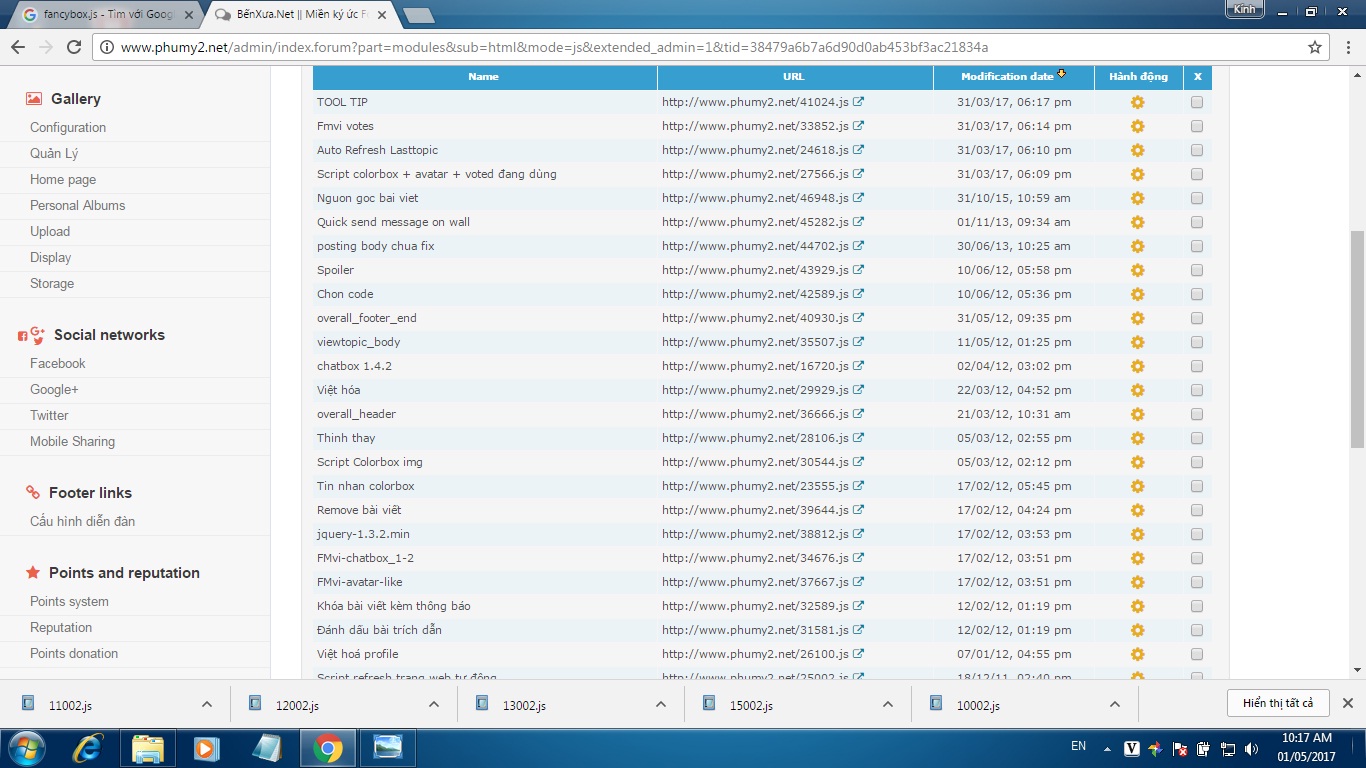 fancybox.js - Tìm với Goog
BếnXưa.Net || Miền ký ức Fo
Kính
www.phumy2.net/admin/index.forum?part=modules&sub=html&mode=js&extended_admin=1&tid=38479a6b7a6d90d0ab453bf3ac21834a
Gallery
Configuration
Quản Lý
Home page
Personal Albums
Upload
Display
Storage
Social networks
Facebook
Google+
Twitter
Mobile Sharing
Footer links
Cấu hình diễn đàn
Points and reputation
Points system
Reputation
Points donation
Name URL Modification date Hành động X
TOOL TIP http://www.phumy2.net/41024.js 31/03/17, 06:17 pm
Fmvi votes http://www.phumy2.net/33852.js 31/03/17, 06:14 pm
Auto Refresh Lasttopic http://www.phumy2.net/24618.js 31/03/17, 06:10 pm
Script colorbox + avatar + voted đang dùng http://www.phumy2.net/27566.js 31/03/17, 06:09 pm
Nguon goc bai viet http://www.phumy2.net/46948.js 31/10/15, 10:59 am
Quick send message on wall http://www.phumy2.net/45282.js 01/11/13, 09:34 am
posting body chua fix http://www.phumy2.net/44702.js 30/06/13, 10:25 am
Spoiler http://www.phumy2.net/43929.js 10/06/12, 05:58 pm
Chon code http://www.phumy2.net/42589.js 10/06/12, 05:36 pm
overall_footer_end http://www.phumy2.net/40930.js 31/05/12, 09:35 pm
viewtopic_body http://www.phumy2.net/35507.js 11/05/12, 01:25 pm
chatbox 1.4.2 http://www.phumy2.net/16720.js 02/04/12, 03:02 pm
Việt hóa http://www.phumy2.net/29929.js 22/03/12, 04:52 pm
overall_header http://www.phumy2.net/36666.js 21/03/12, 10:31 am
Thinh thay http://www.phumy2.net/28106.js 05/03/12, 02:55 pm
Script Colorbox img http://www.phumy2.net/30544.js 05/03/12, 02:12 pm
Tin nhan colorbox http://www.phumy2.net/23555.js 17/02/12, 05:45 pm
Remove bài viết http://www.phumy2.net/39644.js 17/02/12, 04:24 pm
jquery-1.3.2.min http://www.phumy2.net/38812.js 17/02/12, 03:53 pm
FMvi-chatbox_1-2 http://www.phumy2.net/34676.js 17/02/12, 03:51 pm
FMvi-avatar-like http://www.phumy2.net/37667.js 17/02/12, 03:51 pm
Khóa bài viết kèm thông báo http://www.phumy2.net/32589.js 12/02/12, 01:19 pm
Đánh dấu bài trích dẫn http://www.phumy2.net/31581.js 12/02/12, 01:19 pm
Việt hoá profile http://www.phumy2.net/26100.js 07/01/12, 04:55 pm
Script refresh trang web tự động http://www.phumy2.net/25002.js 18/12/11, 02:40 pm
11002.js 12002.js 13002.js 15002.js 10002.js Hiển thị tất cả
EN V 10:17 AM
01/05/2017